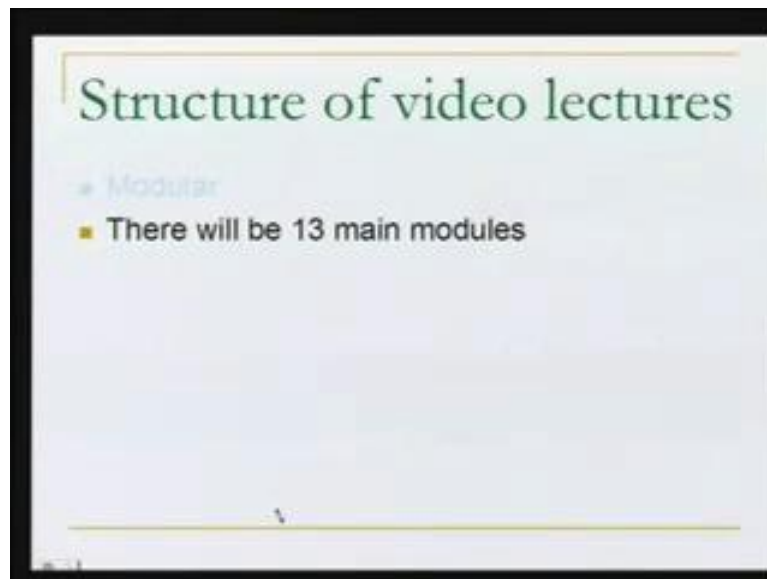 Structure of video lectures
Modular
There will be 13 main modules